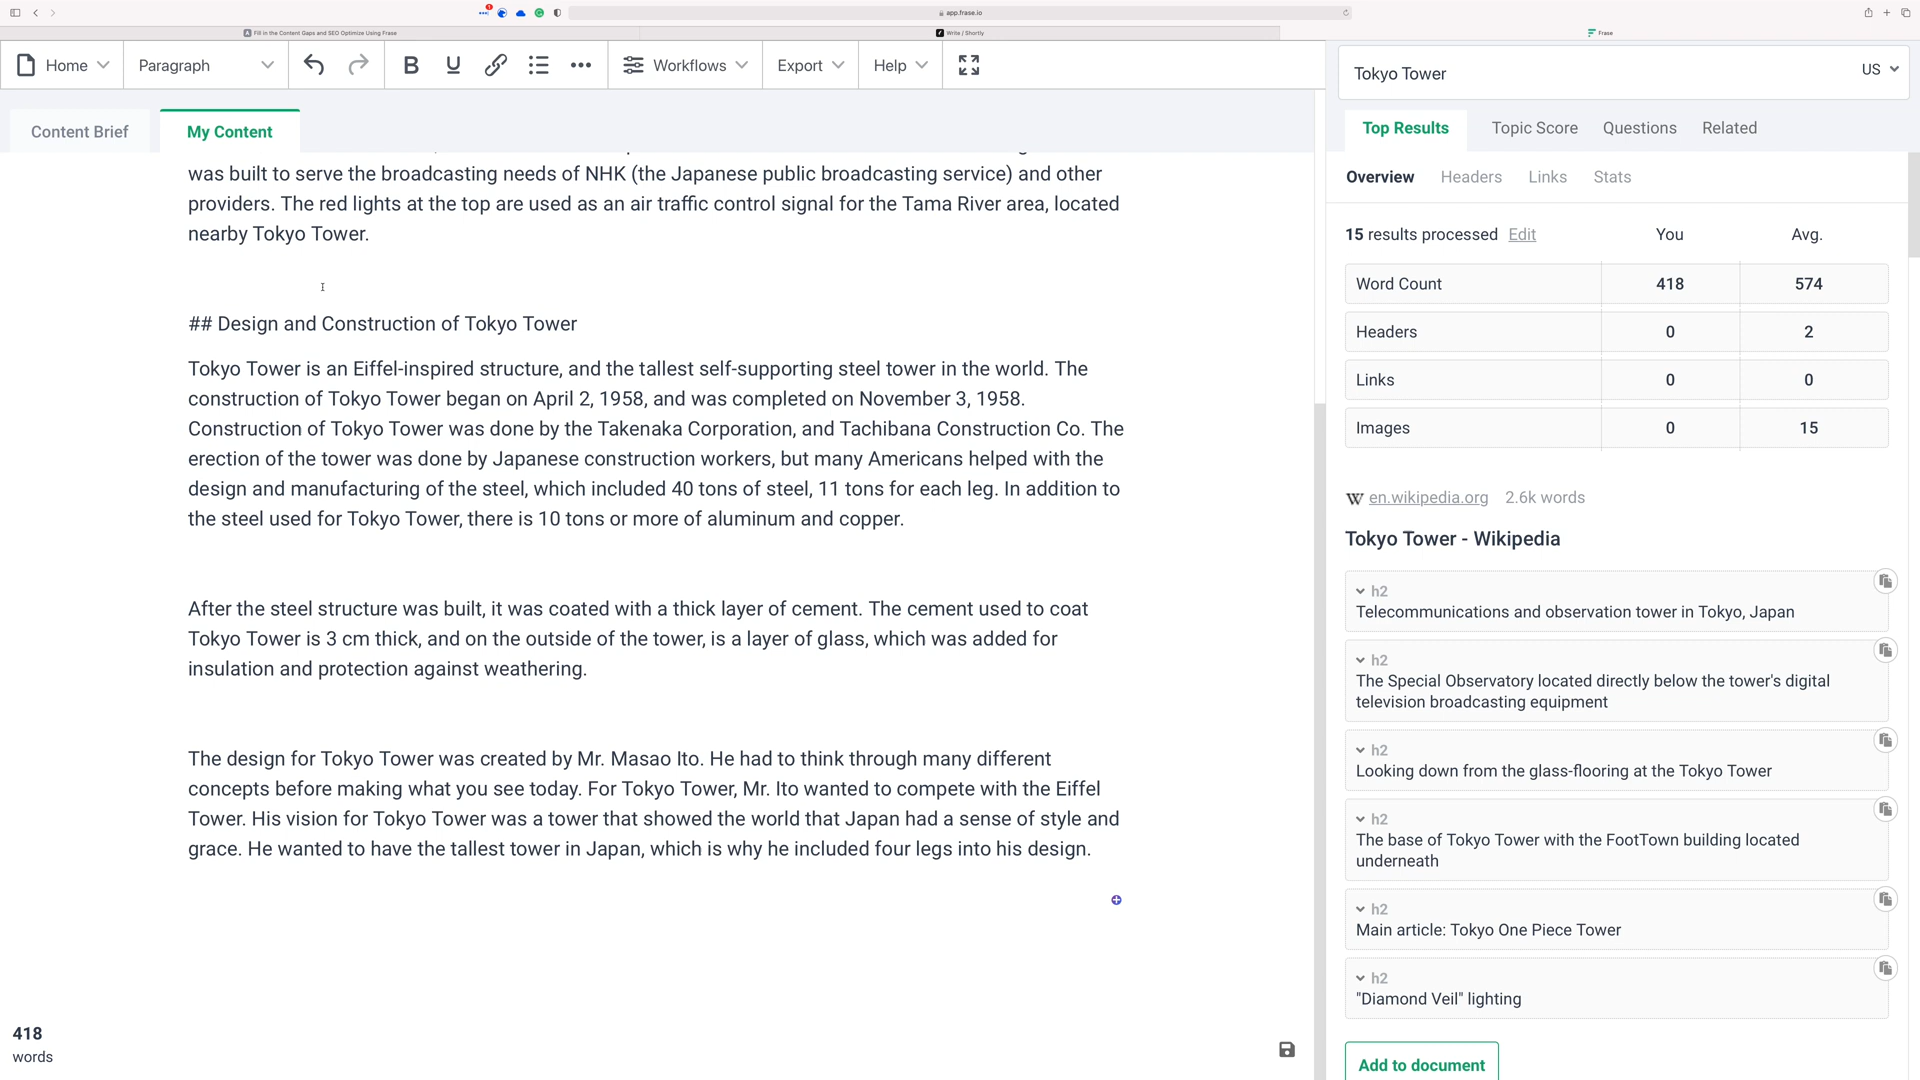 app.frase.io
Fill in the Content Gaps and SEO Optimize Using Frase
Write / Shortly
Frase
Home
Paragraph
B
U
Workflows
Export
Help
Tokyo Tower
US
Content Brief
My Content
Top Results
Topic Score
Questions
Related
Overview
Headers
Links
Stats
was built to serve the broadcasting needs of NHK (the Japanese public broadcasting service) and other
providers. The red lights at the top are used as an air traffic control signal for the Tama River area, located
nearby Tokyo Tower.
## Design and Construction of Tokyo Tower
Tokyo Tower is an Eiffel-inspired structure, and the tallest self-supporting steel tower in the world. The
construction of Tokyo Tower began on April 2, 1958, and was completed on November 3, 1958.
Construction of Tokyo Tower was done by the Takenaka Corporation, and Tachibana Construction Co. The
erection of the tower was done by Japanese construction workers, but many Americans helped with the
design and manufacturing of the steel, which included 40 tons of steel, 11 tons for each leg. In addition to
the steel used for Tokyo Tower, there is 10 tons or more of aluminum and copper.
After the steel structure was built, it was coated with a thick layer of cement. The cement used to coat
Tokyo Tower is 3 cm thick, and on the outside of the tower, is a layer of glass, which was added for
insulation and protection against weathering.
The design for Tokyo Tower was created by Mr. Masao Ito. He had to think through many different
concepts before making what you see today. For Tokyo Tower, Mr. Ito wanted to compete with the Eiffel
Tower. His vision for Tokyo Tower was a tower that showed the world that Japan had a sense of style and
grace. He wanted to have the tallest tower in Japan, which is why he included four legs into his design.
418
words
15 results processed Edit You Avg.
Word Count 418 574
Headers 0 2
Links 0 0
Images 0 15
W en.wikipedia.org 2.6k words
Tokyo Tower - Wikipedia
h2
Telecommunications and observation tower in Tokyo, Japan
h2
The Special Observatory located directly below the tower's digital
television broadcasting equipment
h2
Looking down from the glass-flooring at the Tokyo Tower
h2
The base of Tokyo Tower with the FootTown building located
underneath
h2
Main article: Tokyo One Piece Tower
h2
"Diamond Veil" lighting
Add to document